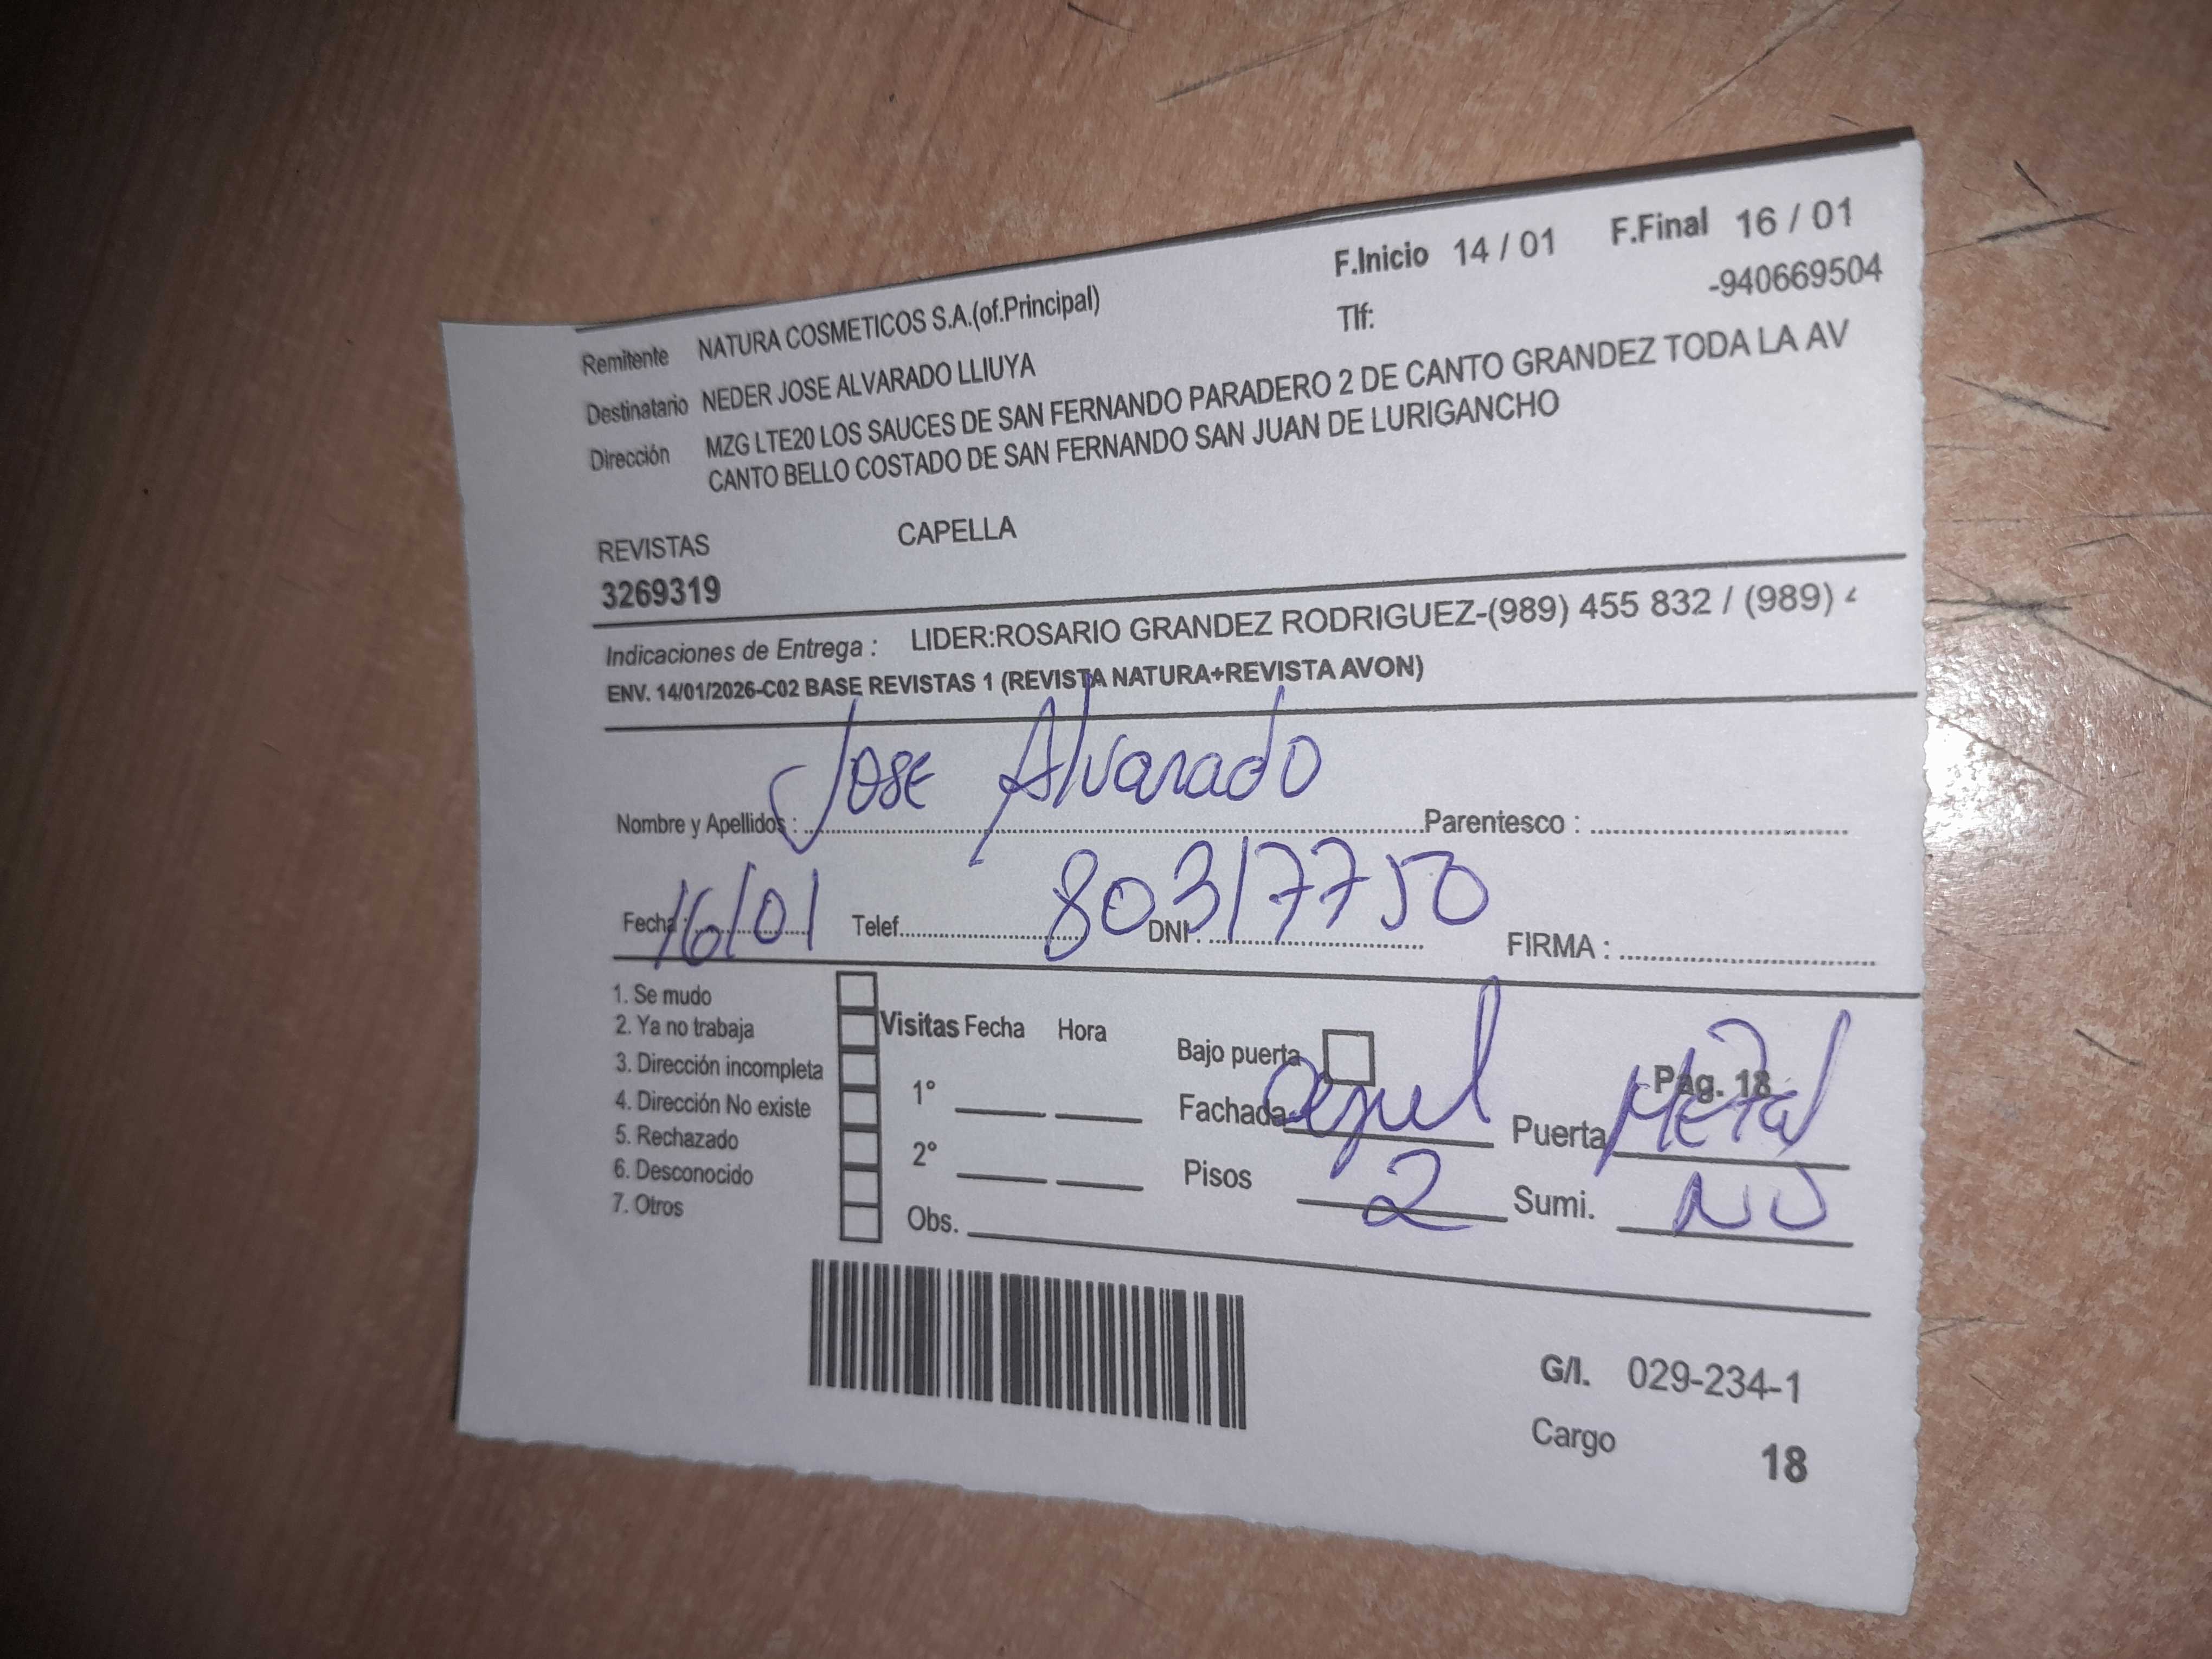 F.Inicio 14 / 01 F.Final 16 / 01
Remitente NATURA COSMETICOS S.A.(of.Principal) Tlf: -940669504
Destinatario NEDER JOSE ALVARADO LLIUYA
Dirección MZG LTE20 LOS SAUCES DE SAN FERNANDO PARADERO 2 DE CANTO GRANDEZ TODA LA AV
CANTO BELLO COSTADO DE SAN FERNANDO SAN JUAN DE LURIGANCHO
REVISTAS CAPELLA
3269319
Indicaciones de Entrega : LIDER:ROSARIO GRANDEZ RODRIGUEZ-(989) 455 832 / (989)
ENV. 14/01/2026-C02 BASE REVISTAS 1 (REVISTA NATURA+REVISTA AVON)
Nombre y Apellidos : Jose Alvarado Parentesco :
Fecha : 16/01 Telef. DNI. 80317750 FIRMA :
1. Se mudo
2. Ya no trabaja Visitas Fecha Hora
3. Dirección incompleta Bajo puerta Pag. 18
4. Dirección No existe 1° Fachada azul Puerta Metal
5. Rechazado
6. Desconocido 2° Pisos 2 Sumi. NO
7. Otros Obs.
G/I. 029-234-1
Cargo 18